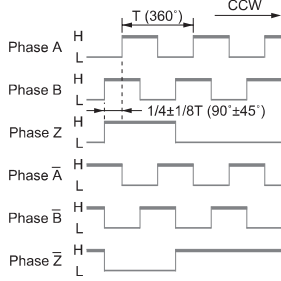 T (360˚)
CCW
Phase A
H
L
Phase B
H
L
1/4±1/8T (90˚±45˚)
Phase Z
H
L
Phase A̅
H
L
Phase B̅
H
L
Phase Z̅
H
L